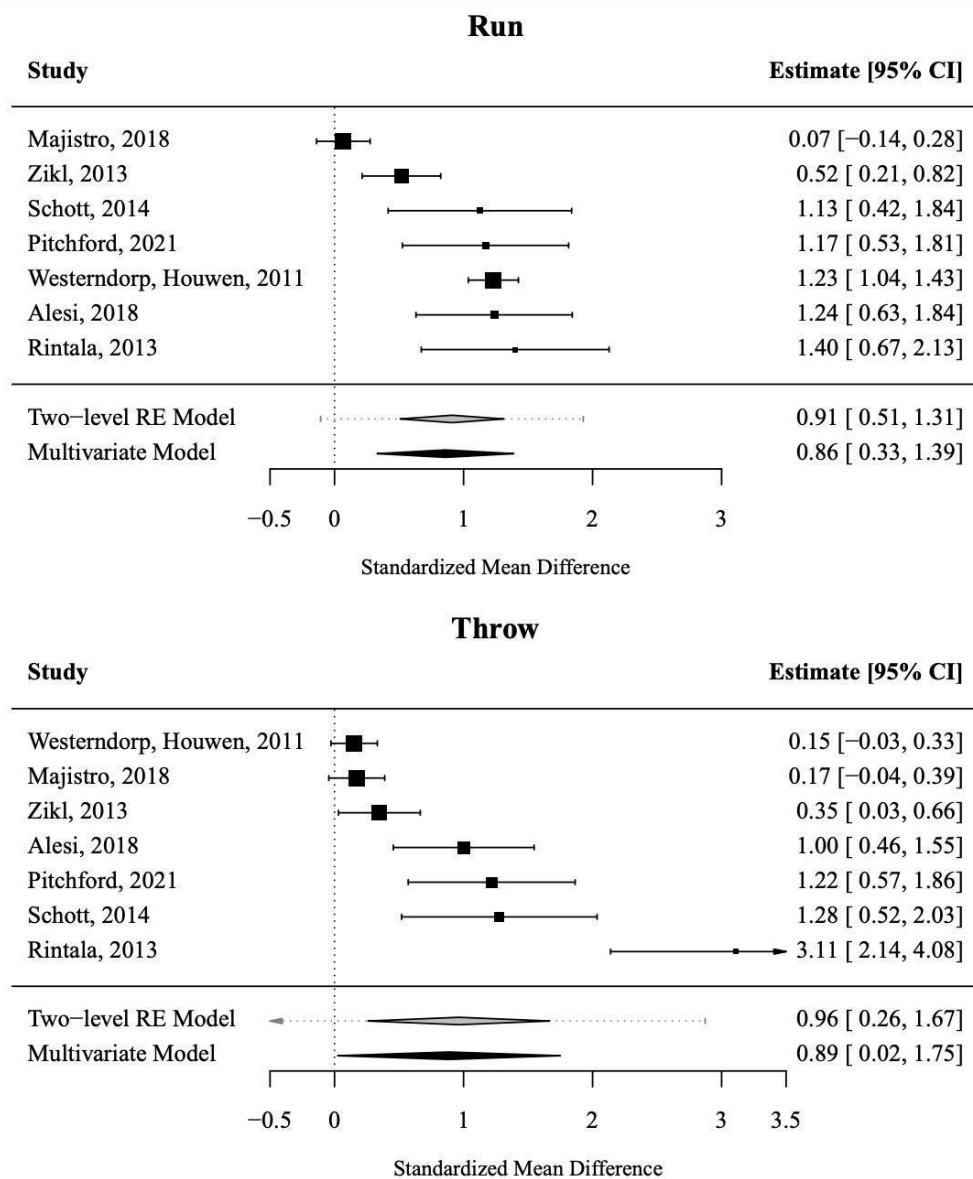 Run
Study Estimate [95% CI]
Majistro, 2018 0.07 [−0.14, 0.28]
Zikl, 2013 0.52 [ 0.21, 0.82]
Schott, 2014 1.13 [ 0.42, 1.84]
Pitchford, 2021 1.17 [ 0.53, 1.81]
Westerndorp, Houwen, 2011 1.23 [ 1.04, 1.43]
Alesi, 2018 1.24 [ 0.63, 1.84]
Rintala, 2013 1.40 [ 0.67, 2.13]
Two−level RE Model 0.91 [ 0.51, 1.31]
Multivariate Model 0.86 [ 0.33, 1.39]
−0.5 0 1 2 3
Standardized Mean Difference
Throw
Study Estimate [95% CI]
Westerndorp, Houwen, 2011 0.15 [−0.03, 0.33]
Majistro, 2018 0.17 [−0.04, 0.39]
Zikl, 2013 0.35 [ 0.03, 0.66]
Alesi, 2018 1.00 [ 0.46, 1.55]
Pitchford, 2021 1.22 [ 0.57, 1.86]
Schott, 2014 1.28 [ 0.52, 2.03]
Rintala, 2013 3.11 [ 2.14, 4.08]
Two−level RE Model 0.96 [ 0.26, 1.67]
Multivariate Model 0.89 [ 0.02, 1.75]
−0.5 0 1 2 3 3.5
Standardized Mean Difference